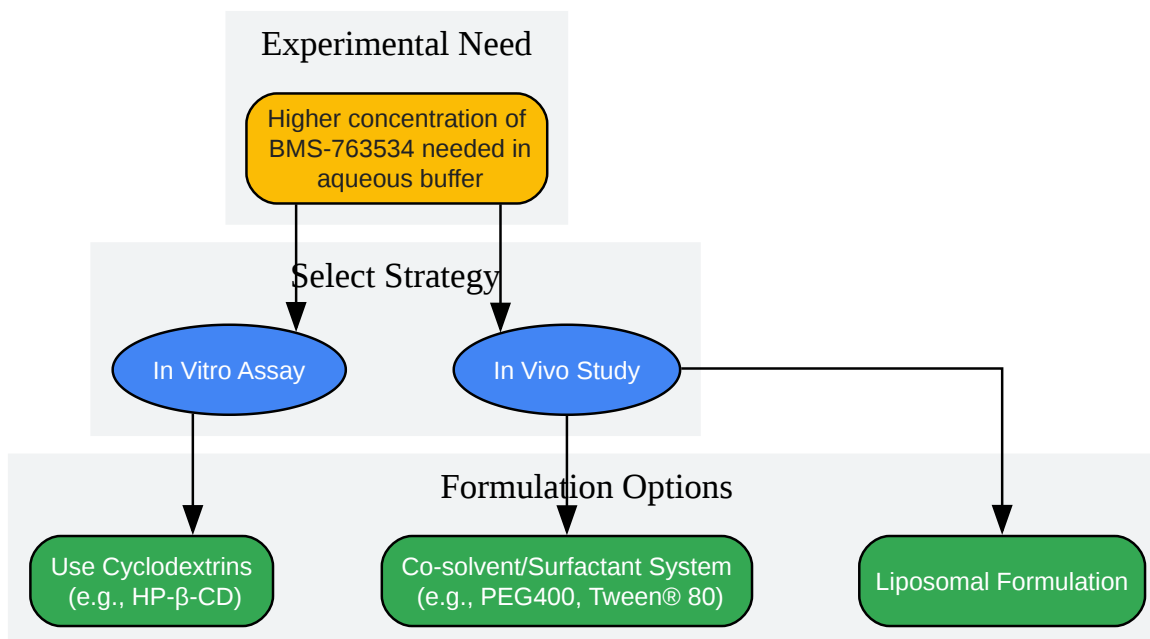 Experimental Need
Higher concentration of
BMS-763534 needed in
aqueous buffer
Select Strategy
In Vitro Assay
In Vivo Study
Formulation Options
Use Cyclodextrins
(e.g., HP-β-CD)
Co-solvent/Surfactant System
(e.g., PEG400, Tween® 80)
Liposomal Formulation